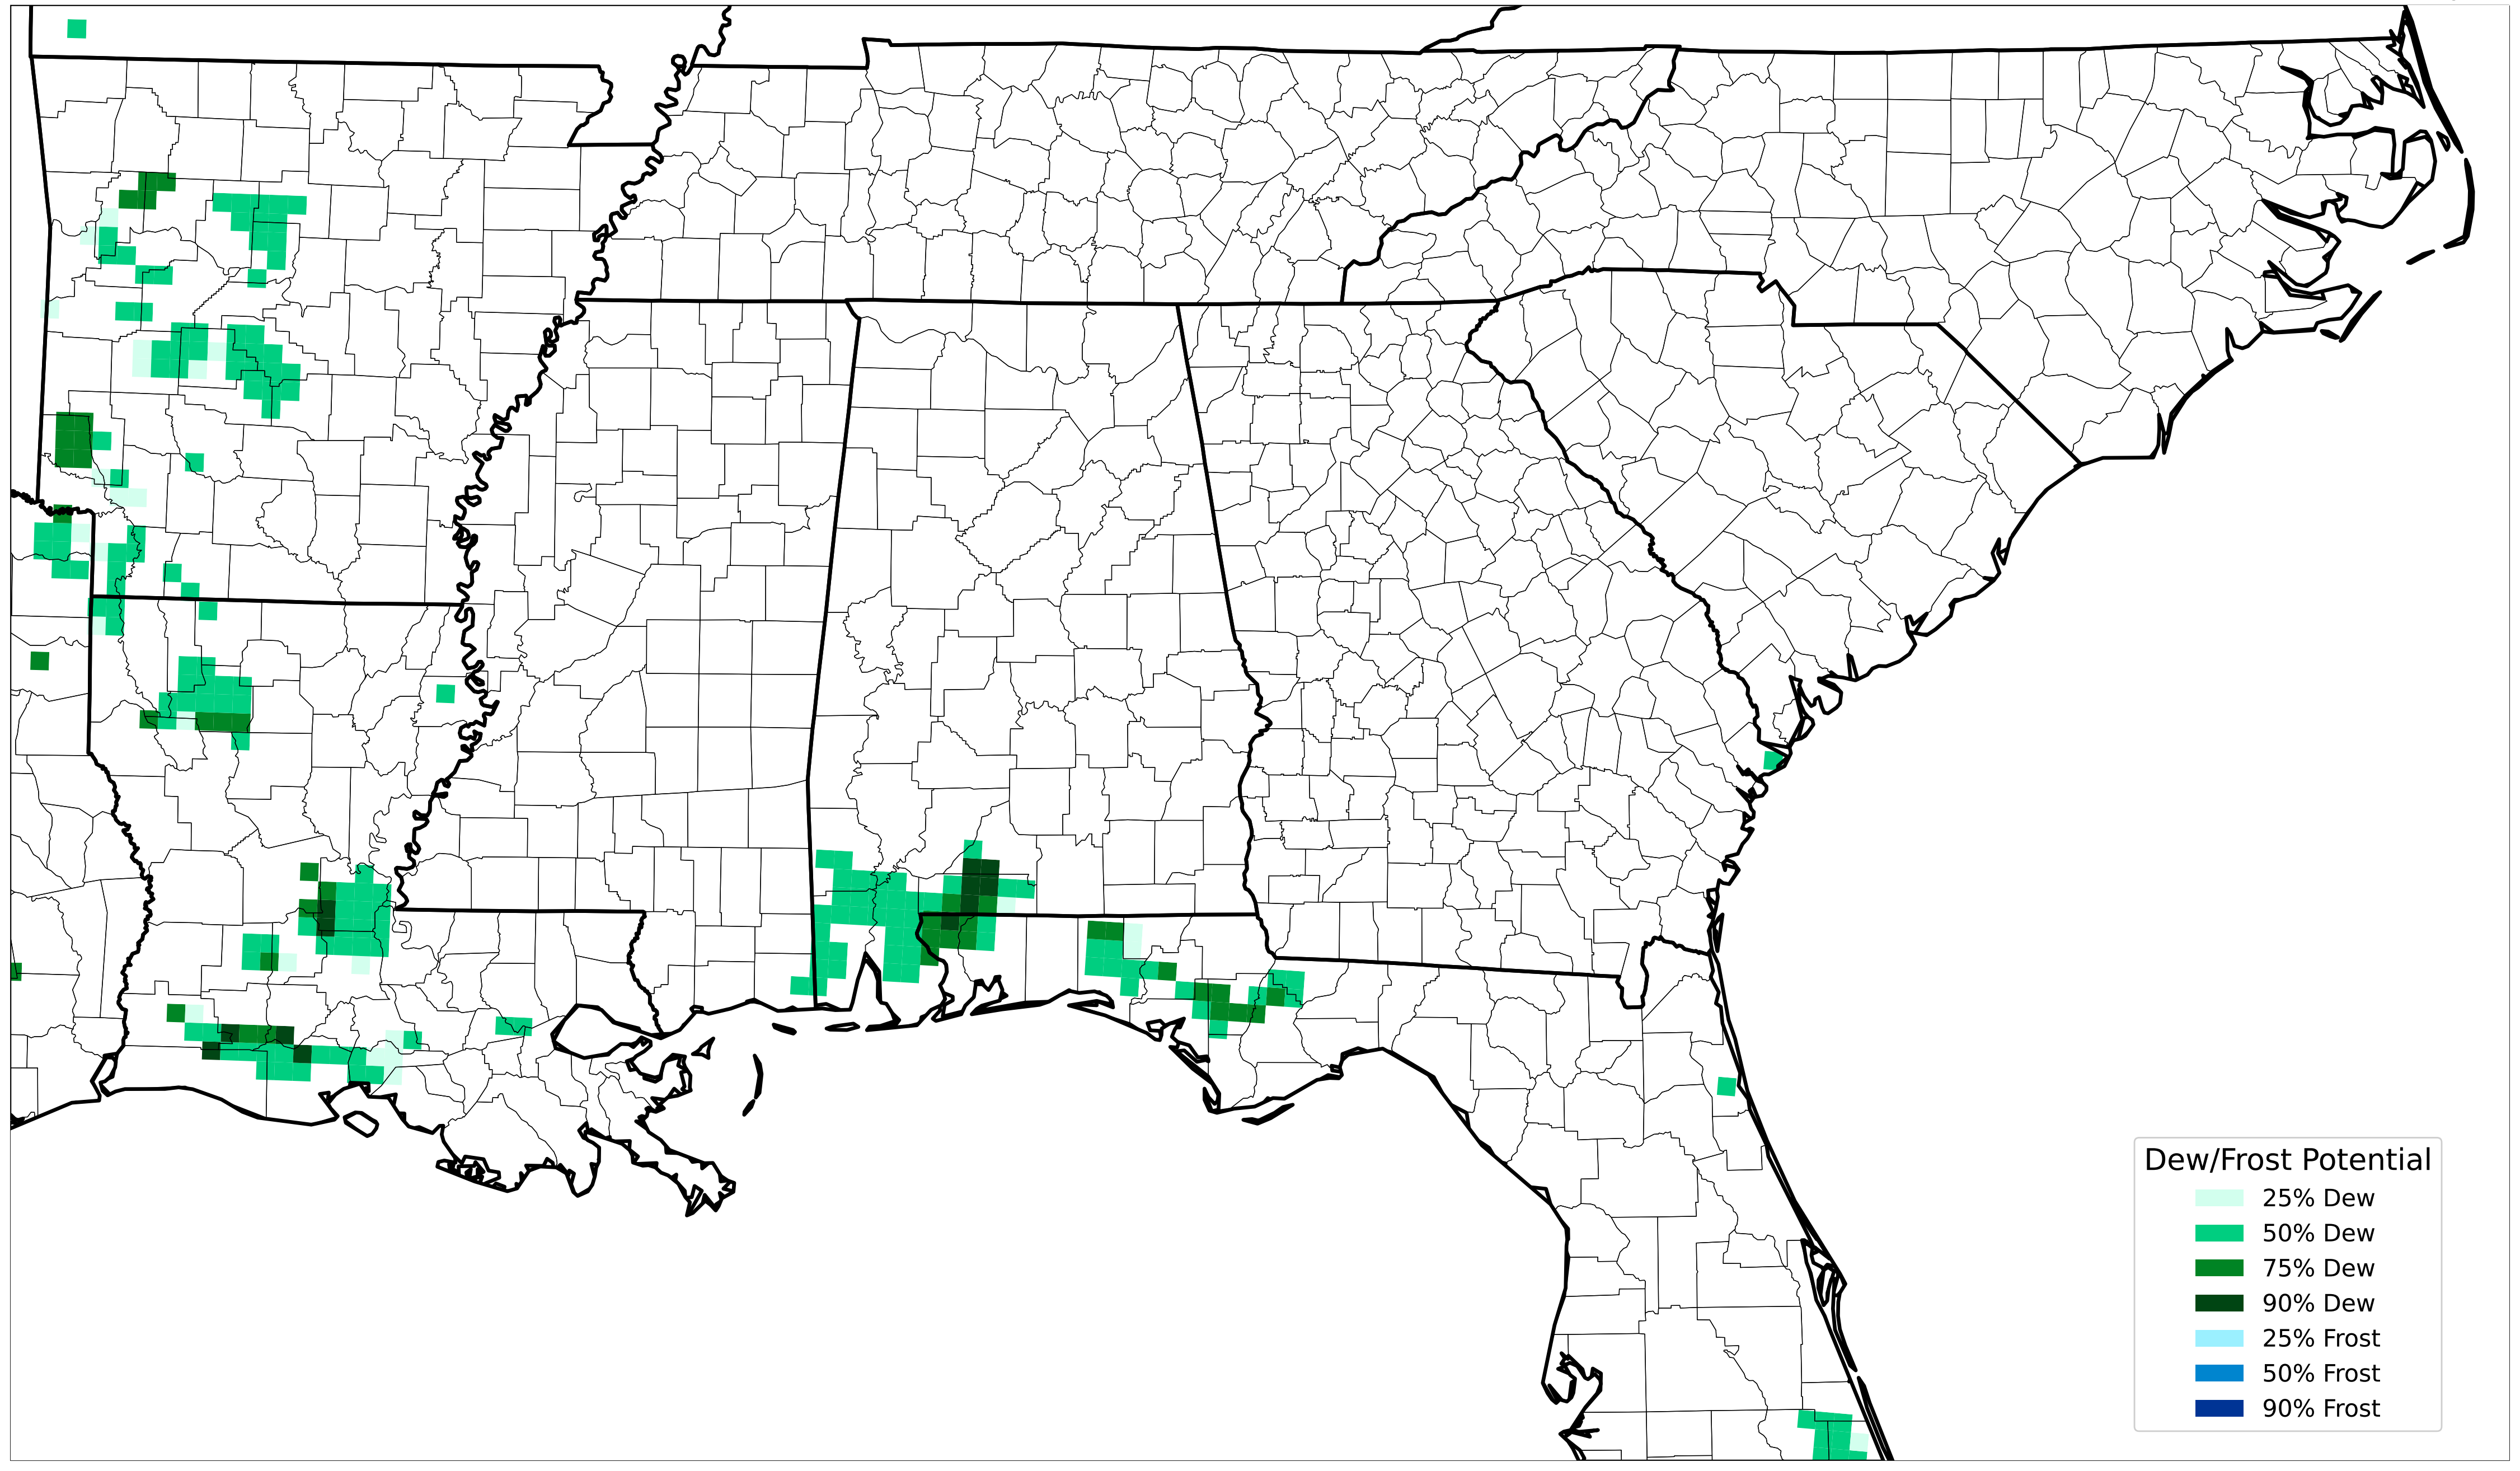 Dew/Frost Potential
25% Dew
50% Dew
75% Dew
90% Dew
25% Frost
50% Frost
90% Frost